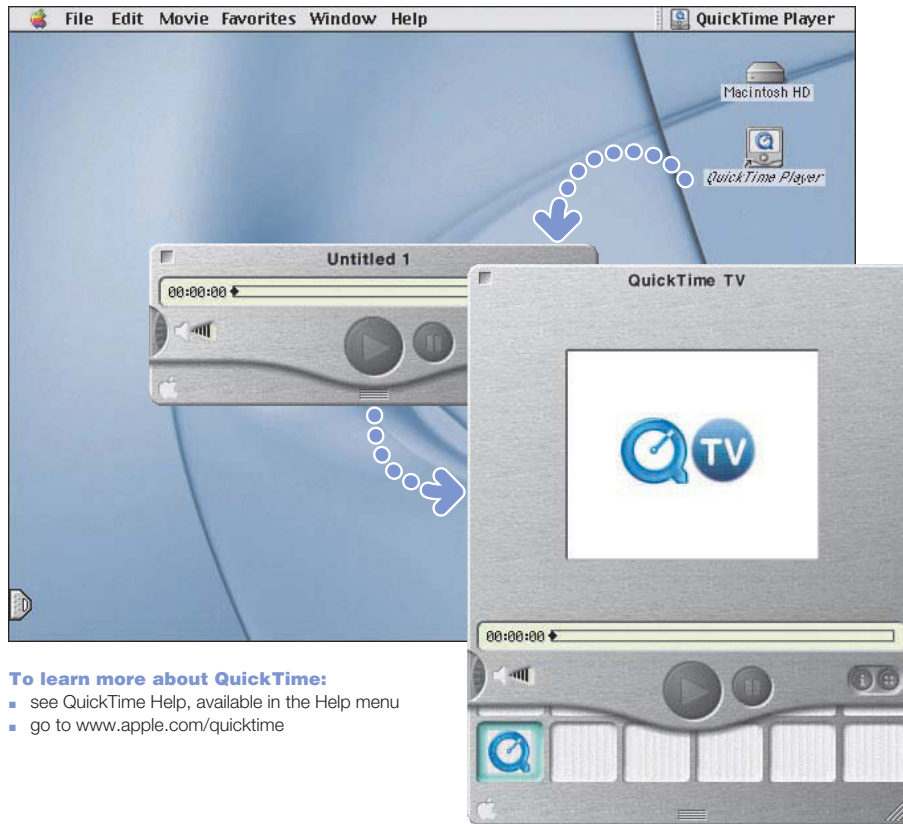 File Edit Movie Favorites Window Help QuickTime Player
Macintosh HD
QuickTime Player
Untitled 1
00:00:00
QuickTime TV
TV
00:00:00
To learn more about QuickTime:
▪ see QuickTime Help, available in the Help menu
▪ go to www.apple.com/quicktime